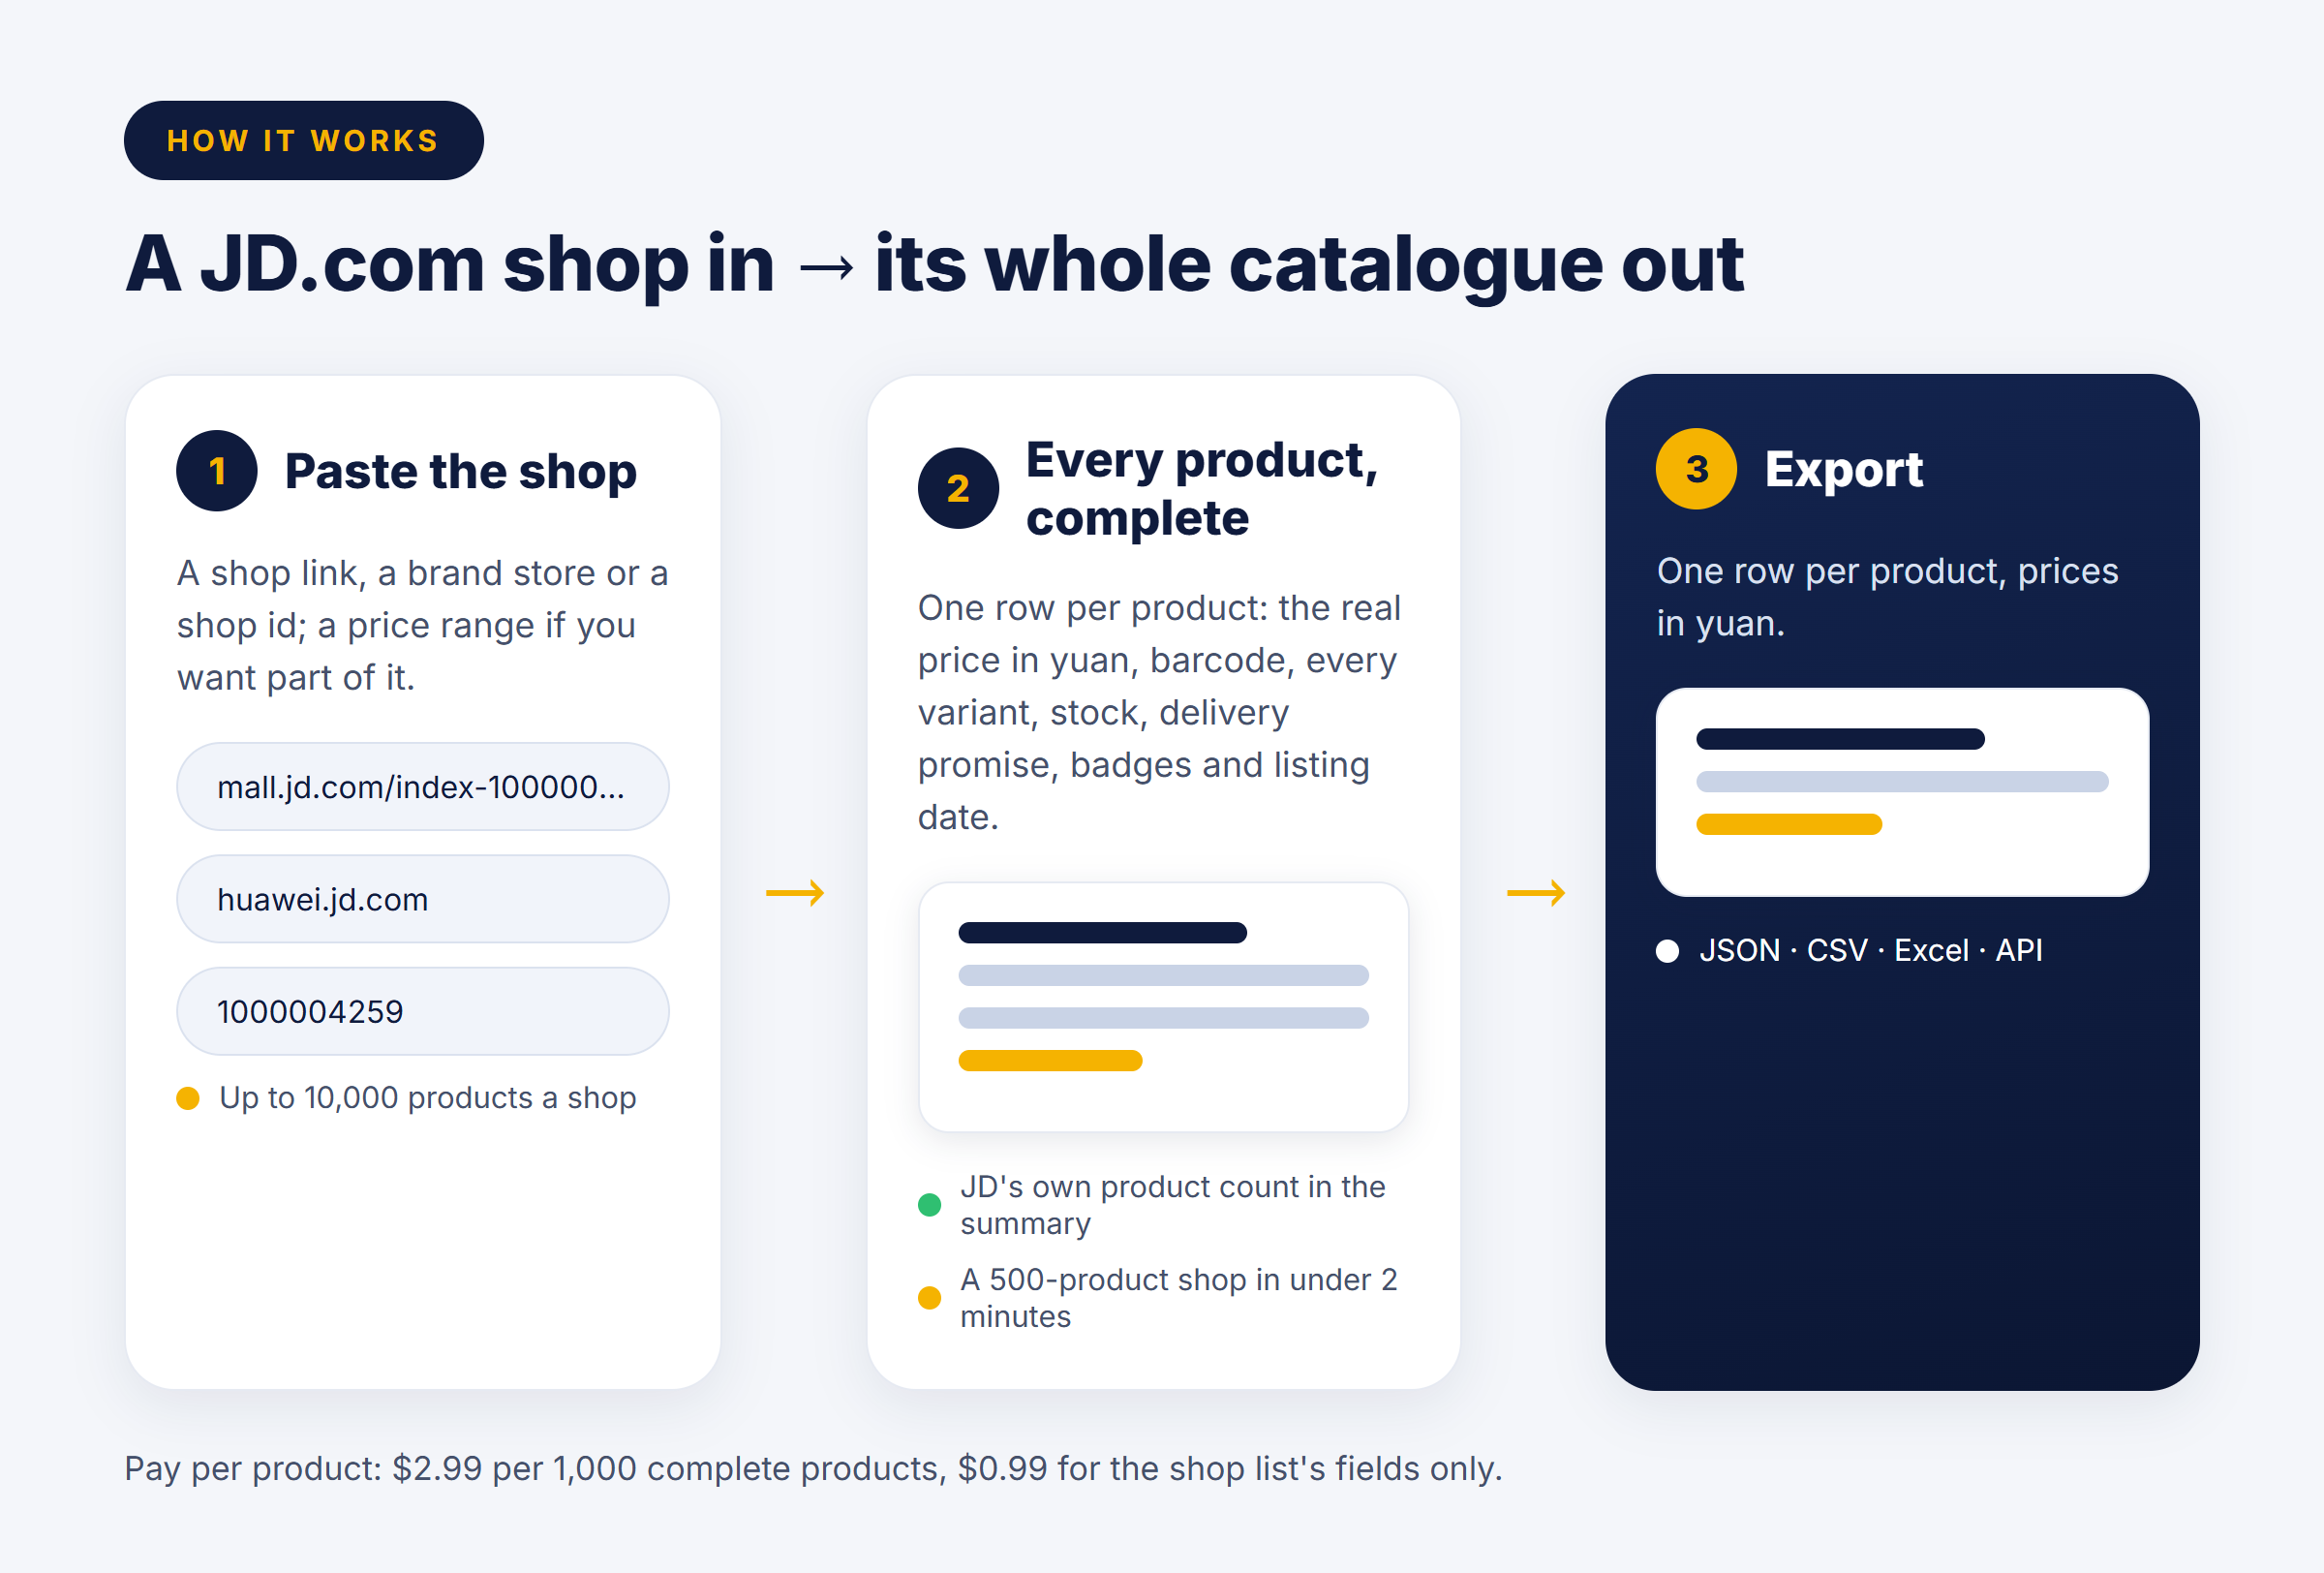 HOW IT WORKS
A JD.com shop in → its whole catalogue out
1
Paste the shop
A shop link, a brand store or a
shop id; a price range if you
want part of it.
mall.jd.com/index-100000...
huawei.jd.com
1000004259
Up to 10,000 products a shop
→
2
Every product,
complete
One row per product: the real
price in yuan, barcode, every
variant, stock, delivery
promise, badges and listing
date.
JD's own product count in the
summary
A 500-product shop in under 2
minutes
→
3
Export
One row per product, prices
in yuan.
JSON · CSV · Excel · API
Pay per product: $2.99 per 1,000 complete products, $0.99 for the shop list's fields only.